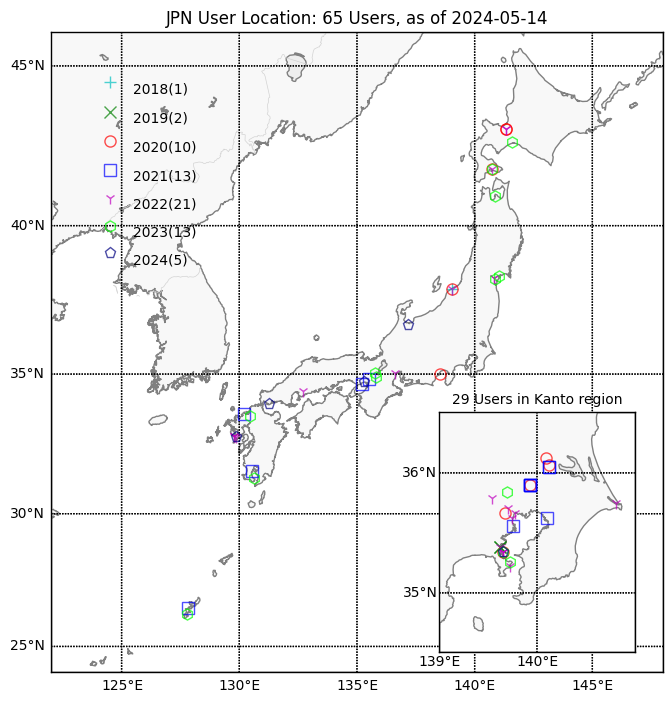 JPN User Location: 65 Users, as of 2024-05-14
45°N
2018(1)
2019(2)
2020(10)
2021(13)
2022(21)
2023(13)
2024(5)
40°N
35°N
29 Users in Kanto region
36°N
30°N
35°N
25°N
139°E 140°E
125°E 130°E 135°E 140°E 145°E